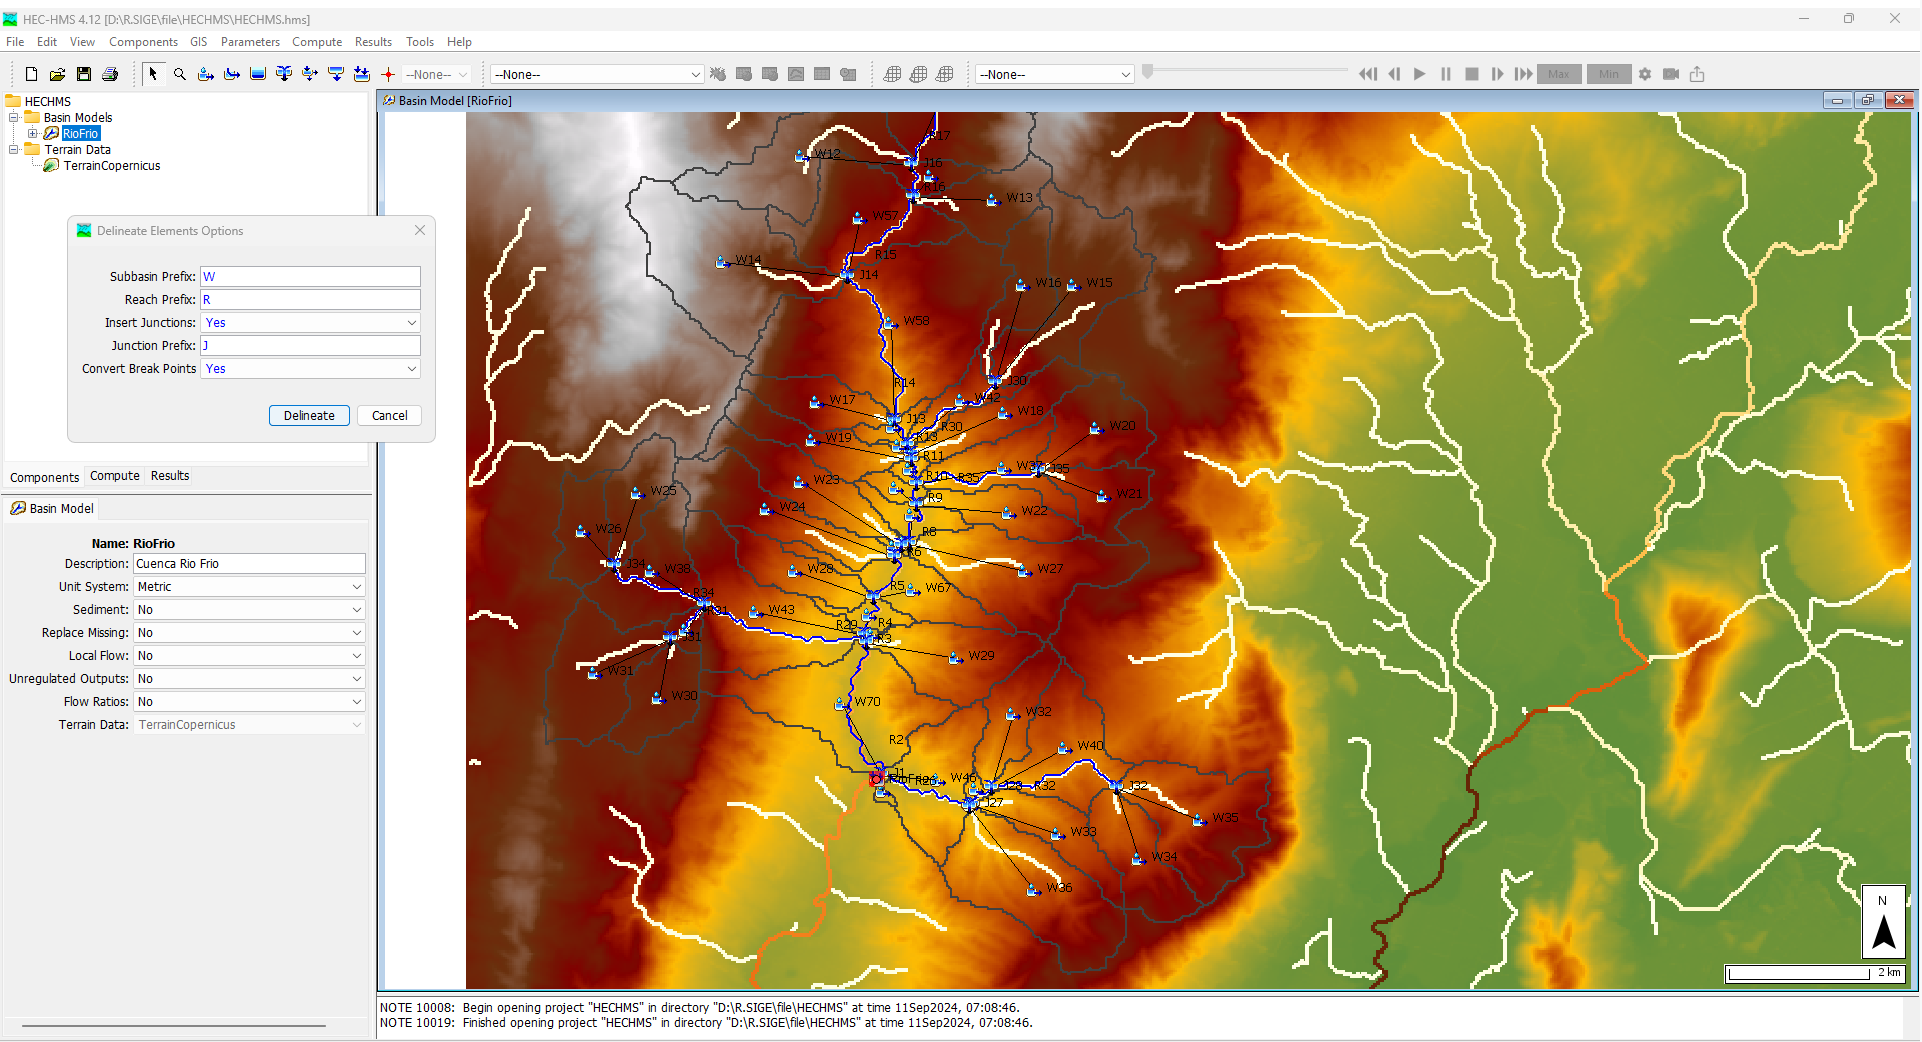 HEC-HMS 4.12 [D:\R.SIGE\file\HECHMS\HECHMS.hms]
File Edit View Components GIS Parameters Compute Results Tools Help
--None-- --None-- --None-- Max Min
HECHMS
Basin Models
RioFrio
Terrain Data
TerrainCopernicus
Delineate Elements Options
Subbasin Prefix: W
Reach Prefix: R
Insert Junctions: Yes
Junction Prefix: J
Convert Break Points Yes
Delineate Cancel
Components Compute Results
Basin Model
Name: RioFrio
Description: Cuenca Rio Frio
Unit System: Metric
Sediment: No
Replace Missing: No
Local Flow: No
Unregulated Outputs: No
Flow Ratios: No
Terrain Data: TerrainCopernicus
Basin Model [RioFrio]
R17
W12
J16
R16
W13
W57
R15
W14
J14
W16
W15
W58
R14
J30
W17
W42
W18
J13
R30
W20
R13
W19
R11
W37
J35
R10
R35
W23
W25
W21
R9
W24
W22
W26
R8
R6
J34
W38
W28
W27
R5
W67
R34
R31
W43
R4
R29
J31
R3
W29
W31
W30
W70
W32
R2
W40
J1
W46
J28
R32
J32
J27
W35
W33
W34
W36
N
2 km
NOTE 10008: Begin opening project "HECHMS" in directory "D:\R.SIGE\file\HECHMS" at time 11Sep2024, 07:08:46.
NOTE 10019: Finished opening project "HECHMS" in directory "D:\R.SIGE\file\HECHMS" at time 11Sep2024, 07:08:46.